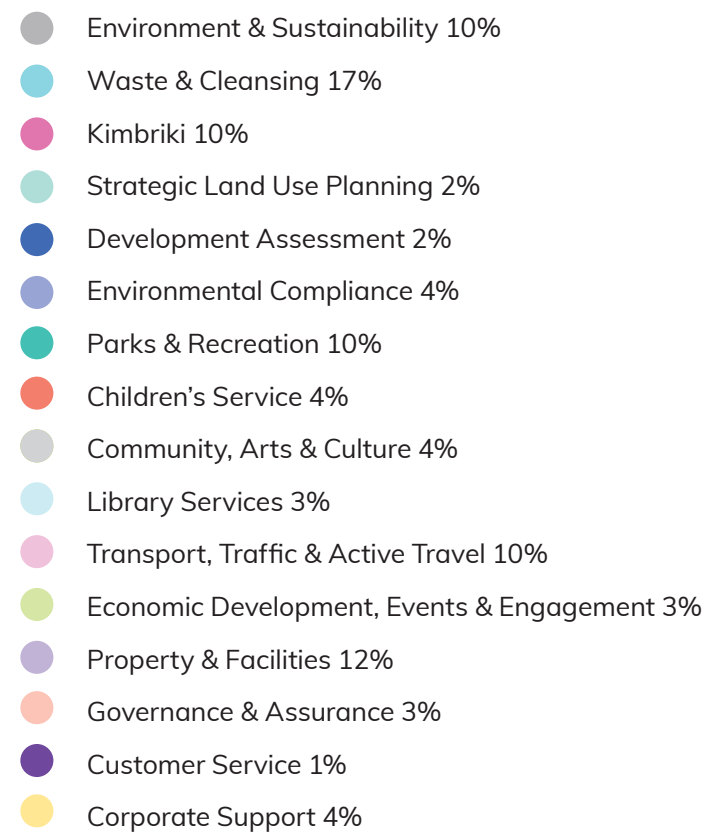 Environment & Sustainability 10%
Waste & Cleansing 17%
Kimbriki 10%
Strategic Land Use Planning 2%
Development Assessment 2%
Environmental Compliance 4%
Parks & Recreation 10%
Children’s Service 4%
Community, Arts & Culture 4%
Library Services 3%
Transport, Traffic & Active Travel 10%
Economic Development, Events & Engagement 3%
Property & Facilities 12%
Governance & Assurance 3%
Customer Service 1%
Corporate Support 4%